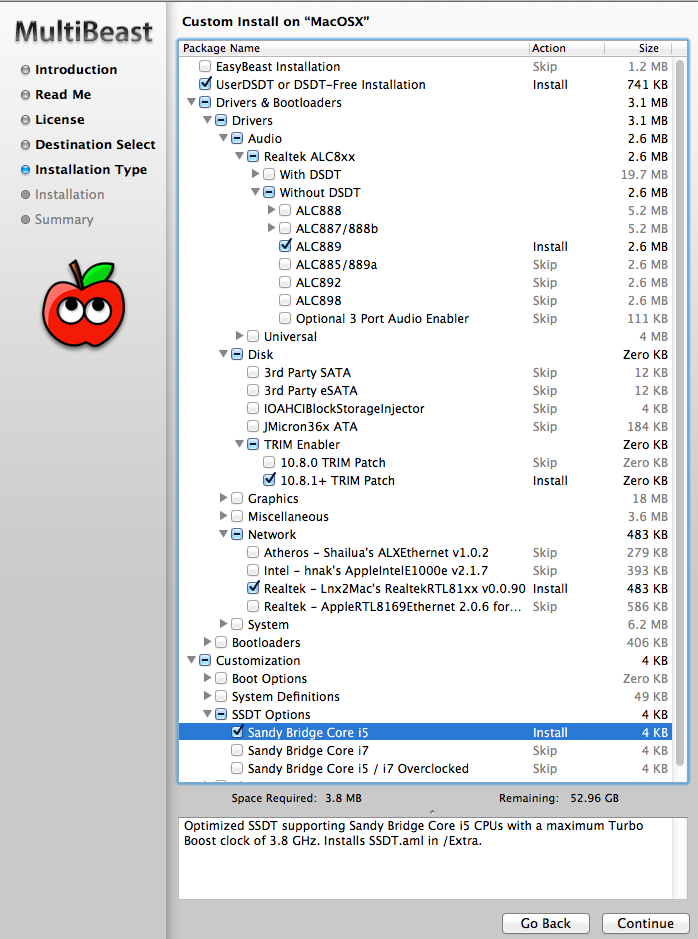 MultiBeast
Introduction
Read Me
License
Destination Select
Installation Type
Installation
Summary
Custom Install on “MacOSX”
Package Name Action Size
EasyBeast Installation Skip 1.2 MB
UserDSDT or DSDT-Free Installation Install 741 KB
Drivers & Bootloaders 3.1 MB
Drivers 3.1 MB
Audio 2.6 MB
Realtek ALC8xx 2.6 MB
With DSDT 19.7 MB
Without DSDT 2.6 MB
ALC888 5.2 MB
ALC887/888b 5.2 MB
ALC889 Install 2.6 MB
ALC885/889a Skip 2.6 MB
ALC892 Skip 2.6 MB
ALC898 Skip 2.6 MB
Optional 3 Port Audio Enabler Skip 111 KB
Universal 4 MB
Disk Zero KB
3rd Party SATA Skip 12 KB
3rd Party eSATA Skip 12 KB
IOAHCIBlockStorageInjector Skip 4 KB
JMicron36x ATA Skip 184 KB
TRIM Enabler Zero KB
10.8.0 TRIM Patch Skip Zero KB
10.8.1+ TRIM Patch Install Zero KB
Graphics 18 MB
Miscellaneous 3.6 MB
Network 483 KB
Atheros - Shailua's ALXEthernet v1.0.2 Skip 279 KB
Intel - hnak's AppleIntelE1000e v2.1.7 Skip 393 KB
Realtek - Lnx2Mac's RealtekRTL81xx v0.0.90 Install 483 KB
Realtek - AppleRTL8169Ethernet 2.0.6 for... Skip 586 KB
System 6.2 MB
Bootloaders 406 KB
Customization 4 KB
Boot Options Zero KB
System Definitions 49 KB
SSDT Options 4 KB
Sandy Bridge Core i5 Install 4 KB
Sandy Bridge Core i7 Skip 4 KB
Sandy Bridge Core i5 / i7 Overclocked Skip 4 KB
Space Required: 3.8 MB Remaining: 52.96 GB
Optimized SSDT supporting Sandy Bridge Core i5 CPUs with a maximum Turbo
Boost clock of 3.8 GHz. Installs SSDT.aml in /Extra.
Go Back Continue